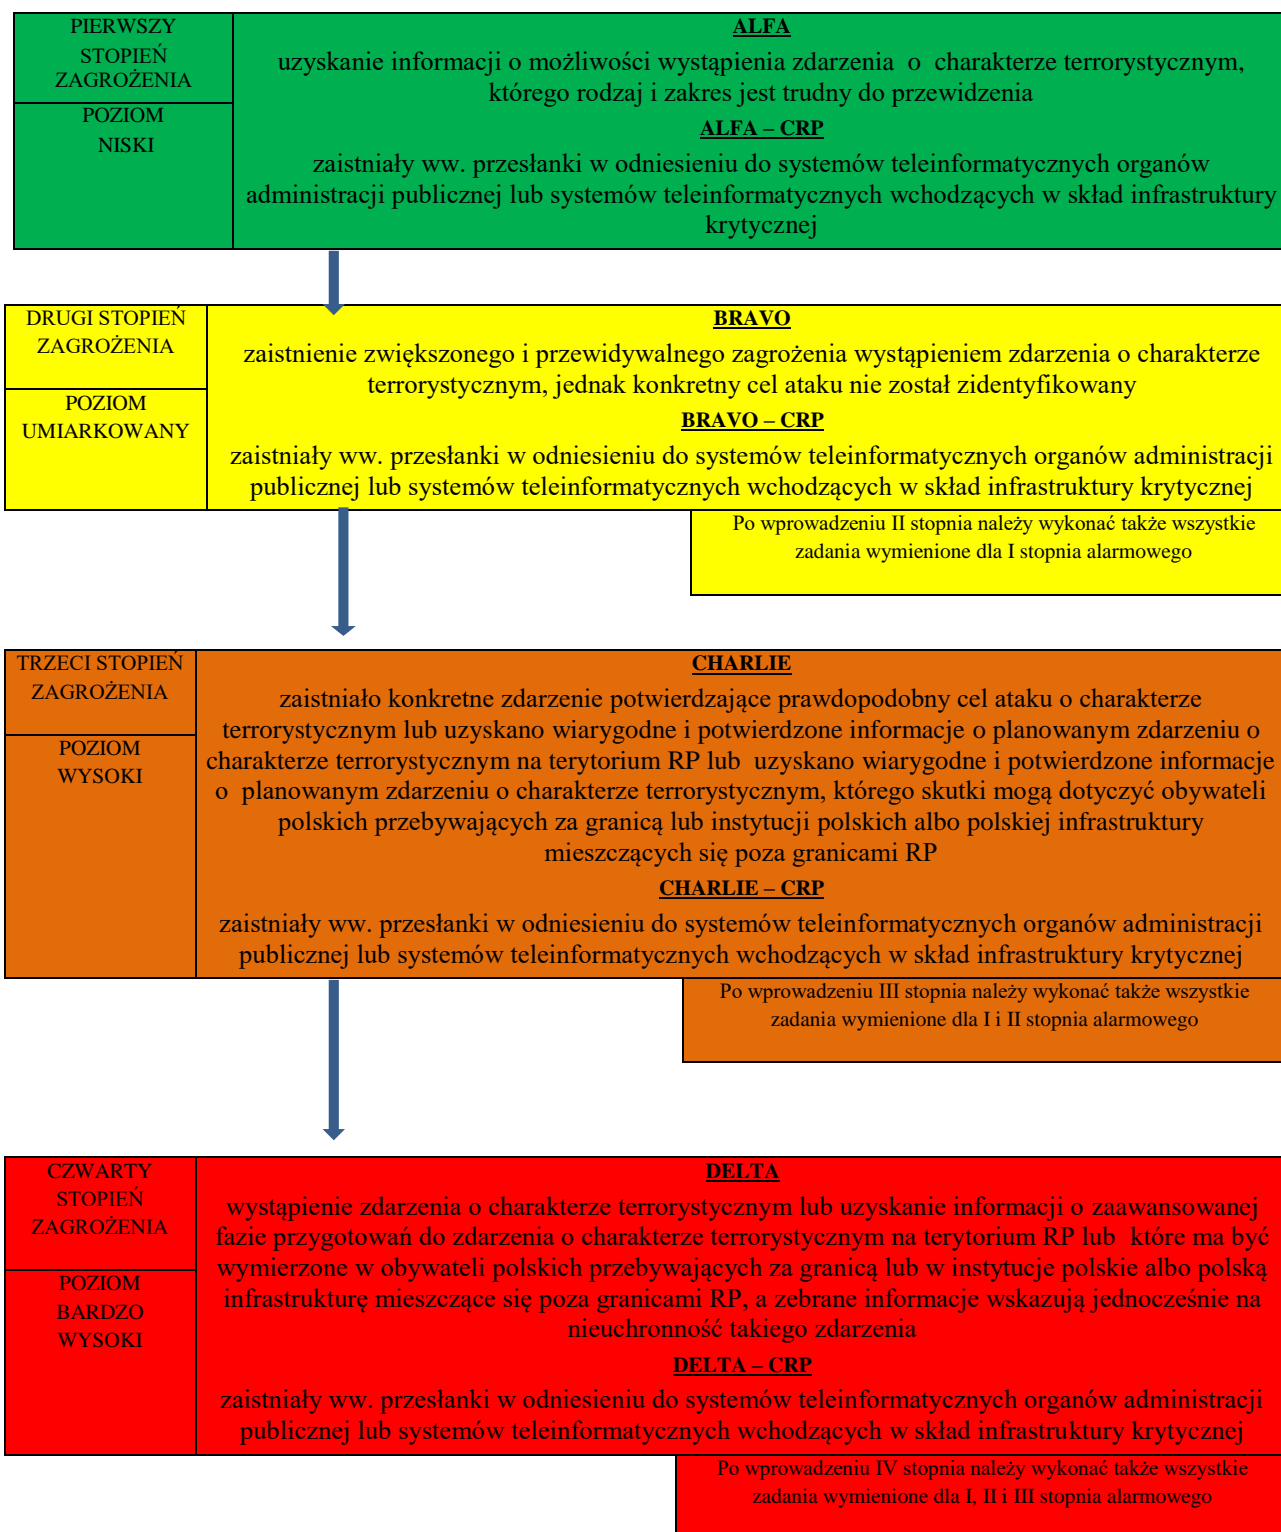 PIERWSZY
STOPIEŃ
ZAGROŻENIA
POZIOM
NISKI
ALFA
uzyskanie informacji o możliwości wystąpienia zdarzenia o charakterze terrorystycznym,
którego rodzaj i zakres jest trudny do przewidzenia
ALFA – CRP
zaistniały ww. przesłanki w odniesieniu do systemów teleinformatycznych organów
administracji publicznej lub systemów teleinformatycznych wchodzących w skład infrastruktury
krytycznej
DRUGI STOPIEŃ
ZAGROŻENIA
POZIOM
UMIARKOWANY
BRAVO
zaistnienie zwiększonego i przewidywalnego zagrożenia wystąpieniem zdarzenia o charakterze
terrorystycznym, jednak konkretny cel ataku nie został zidentyfikowany
BRAVO – CRP
zaistniały ww. przesłanki w odniesieniu do systemów teleinformatycznych organów administracji
publicznej lub systemów teleinformatycznych wchodzących w skład infrastruktury krytycznej
Po wprowadzeniu II stopnia należy wykonać także wszystkie
zadania wymienione dla I stopnia alarmowego
TRZECI STOPIEŃ
ZAGROŻENIA
POZIOM
WYSOKI
CHARLIE
zaistniało konkretne zdarzenie potwierdzające prawdopodobny cel ataku o charakterze
terrorystycznym lub uzyskano wiarygodne i potwierdzone informacje o planowanym zdarzeniu o
charakterze terrorystycznym na terytorium RP lub uzyskano wiarygodne i potwierdzone informacje
o planowanym zdarzeniu o charakterze terrorystycznym, którego skutki mogą dotyczyć obywateli
polskich przebywających za granicą lub instytucji polskich albo polskiej infrastruktury
mieszczących się poza granicami RP
CHARLIE – CRP
zaistniały ww. przesłanki w odniesieniu do systemów teleinformatycznych organów administracji
publicznej lub systemów teleinformatycznych wchodzących w skład infrastruktury krytycznej
Po wprowadzeniu III stopnia należy wykonać także wszystkie
zadania wymienione dla I i II stopnia alarmowego
CZWARTY
STOPIEŃ
ZAGROŻENIA
POZIOM
BARDZO
WYSOKI
DELTA
wystąpienie zdarzenia o charakterze terrorystycznym lub uzyskanie informacji o zaawansowanej
fazie przygotowań do zdarzenia o charakterze terrorystycznym na terytorium RP lub które ma być
wymierzone w obywateli polskich przebywających za granicą lub w instytucje polskie albo polską
infrastrukturę mieszczące się poza granicami RP, a zebrane informacje wskazują jednocześnie na
nieuchronność takiego zdarzenia
DELTA – CRP
zaistniały ww. przesłanki w odniesieniu do systemów teleinformatycznych organów administracji
publicznej lub systemów teleinformatycznych wchodzących w skład infrastruktury krytycznej
Po wprowadzeniu IV stopnia należy wykonać także wszystkie
zadania wymienione dla I, II i III stopnia alarmowego